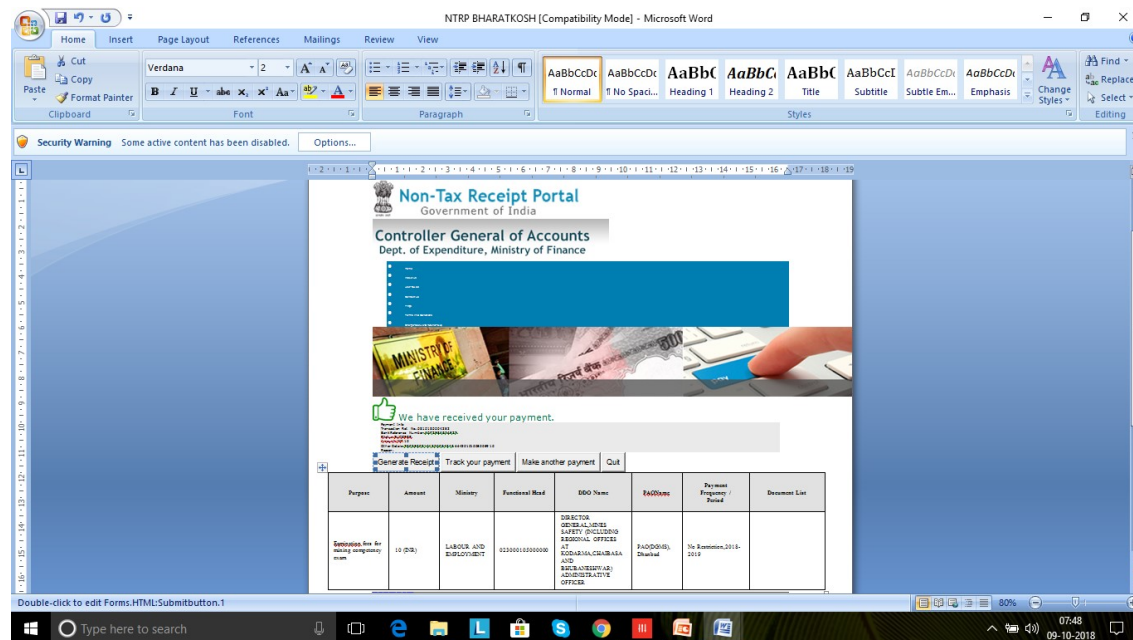 NTRP BHARATKOSH [Compatibility Mode] - Microsoft Word
Home Insert Page Layout References Mailings Review View
Paste
Cut
Copy
Format Painter
Clipboard
Verdana 2
Font
Paragraph
AaBbCcDc AaBbCcDc AaBbC AaBbCc AaBbC AaBbCcI AaBbCcDc AaBbCcDc
¶ Normal ¶ No Spaci... Heading 1 Heading 2 Title Subtitle Subtle Em... Emphasis
Styles
Change Styles
Find
Replace
Select
Editing
Security Warning Some active content has been disabled. Options...
Non-Tax Receipt Portal
Government of India
Controller General of Accounts
Dept. of Expenditure, Ministry of Finance
MINISTRY OF
FINANCE
We have received your payment.
Generate Receipt Track your payment Make another payment Quit
Purpose Amount Ministry Functional Head DDO Name PAOName Payment Frequency / Period Document List
fees for mining competency exam
10 (INR)
LABOUR AND EMPLOYMENT
023000103000000
DIRECTOR
GENERAL,MINES
SAFETY (INCLUDING
REGIONAL OFFICES
AT
KODARMA,CHAIBASA
AND
BHUBANESHWAR)
ADMINISTRATIVE
OFFICER
PAO(DGMS), Dhanbad
No Restriction,2018-2019
Double-click to edit Forms.HTML:Submitbutton.1
80%
Type here to search
07:48
09-10-2018